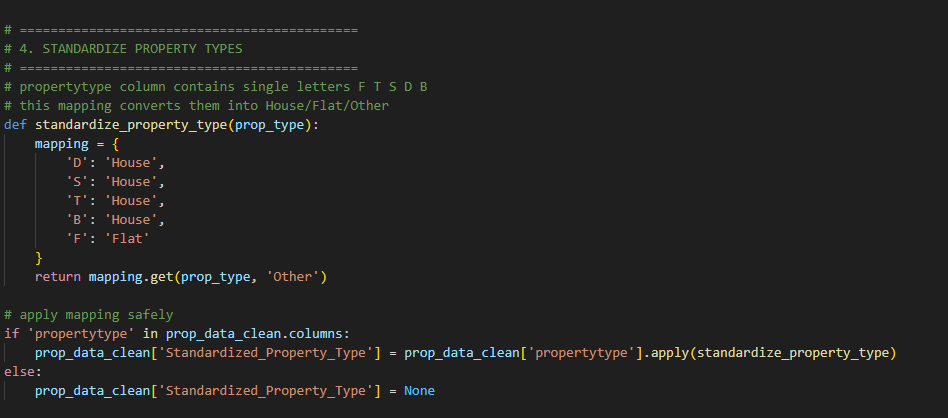 # ============================================
# 4. STANDARDIZE PROPERTY TYPES
# ============================================
# propertytype column contains single letters F T S D B
# this mapping converts them into House/Flat/Other
def standardize_property_type(prop_type):
    mapping = {
        'D': 'House',
        'S': 'House',
        'T': 'House',
        'B': 'House',
        'F': 'Flat'
    }
    return mapping.get(prop_type, 'Other')

# apply mapping safely
if 'propertytype' in prop_data_clean.columns:
    prop_data_clean['Standardized_Property_Type'] = prop_data_clean['propertytype'].apply(standardize_property_type)
else:
    prop_data_clean['Standardized_Property_Type'] = None